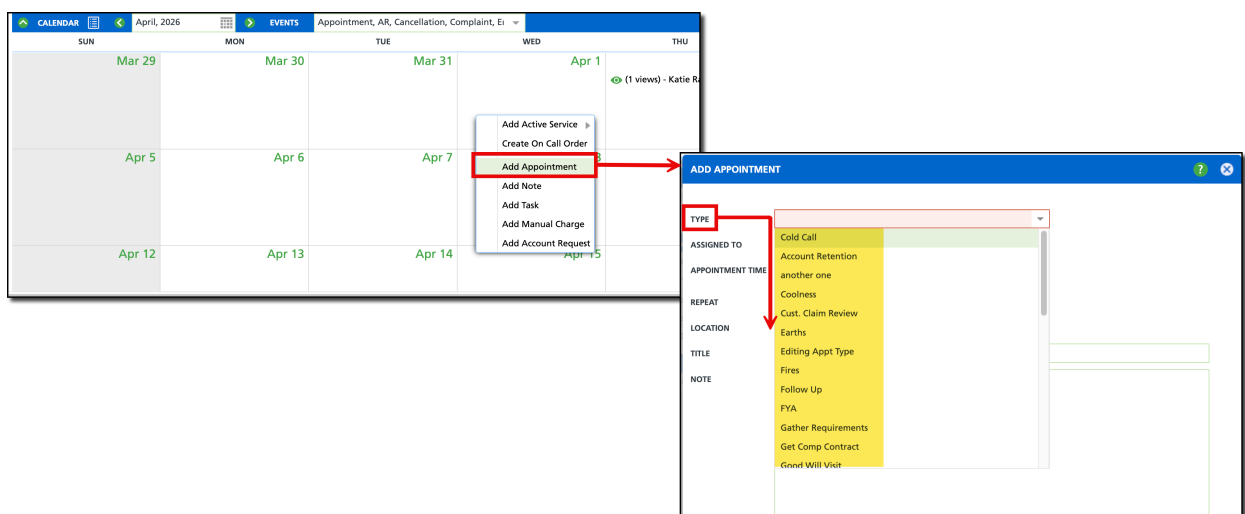 CALENDAR April, 2026 EVENTS Appointment, AR, Cancellation, Complaint,
SUN MON TUE WED THU
Mar 29 Mar 30 Mar 31 Apr 1
(1 views) - Katie
Add Active Service
Create On Call Order
Add Appointment
Add Note
Add Task
Add Manual Charge
Add Account Request
Apr 5 Apr 6 Apr 7 8
Apr 12 Apr 13 Apr 14 Apr 15
ADD APPOINTMENT ?
TYPE
ASSIGNED TO
APPOINTMENT TIME
REPEAT
LOCATION
TITLE
NOTE
Cold Call
Account Retention
another one
Coolness
Cust. Claim Review
Earths
Editing Appt Type
Fires
Follow Up
FYA
Gather Requirements
Get Comp Contract
Good Will Visit